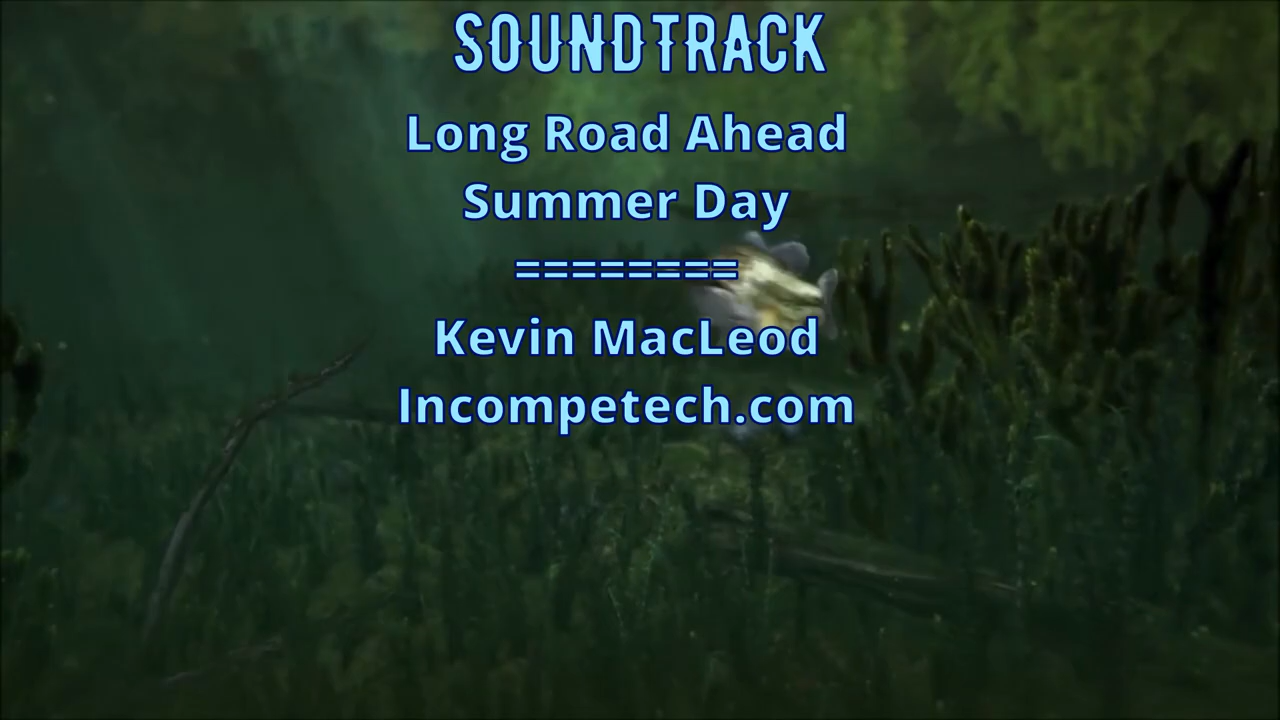 SOUNDTRACK
Long Road Ahead
Summer Day
========
Kevin MacLeod
Incompetech.com